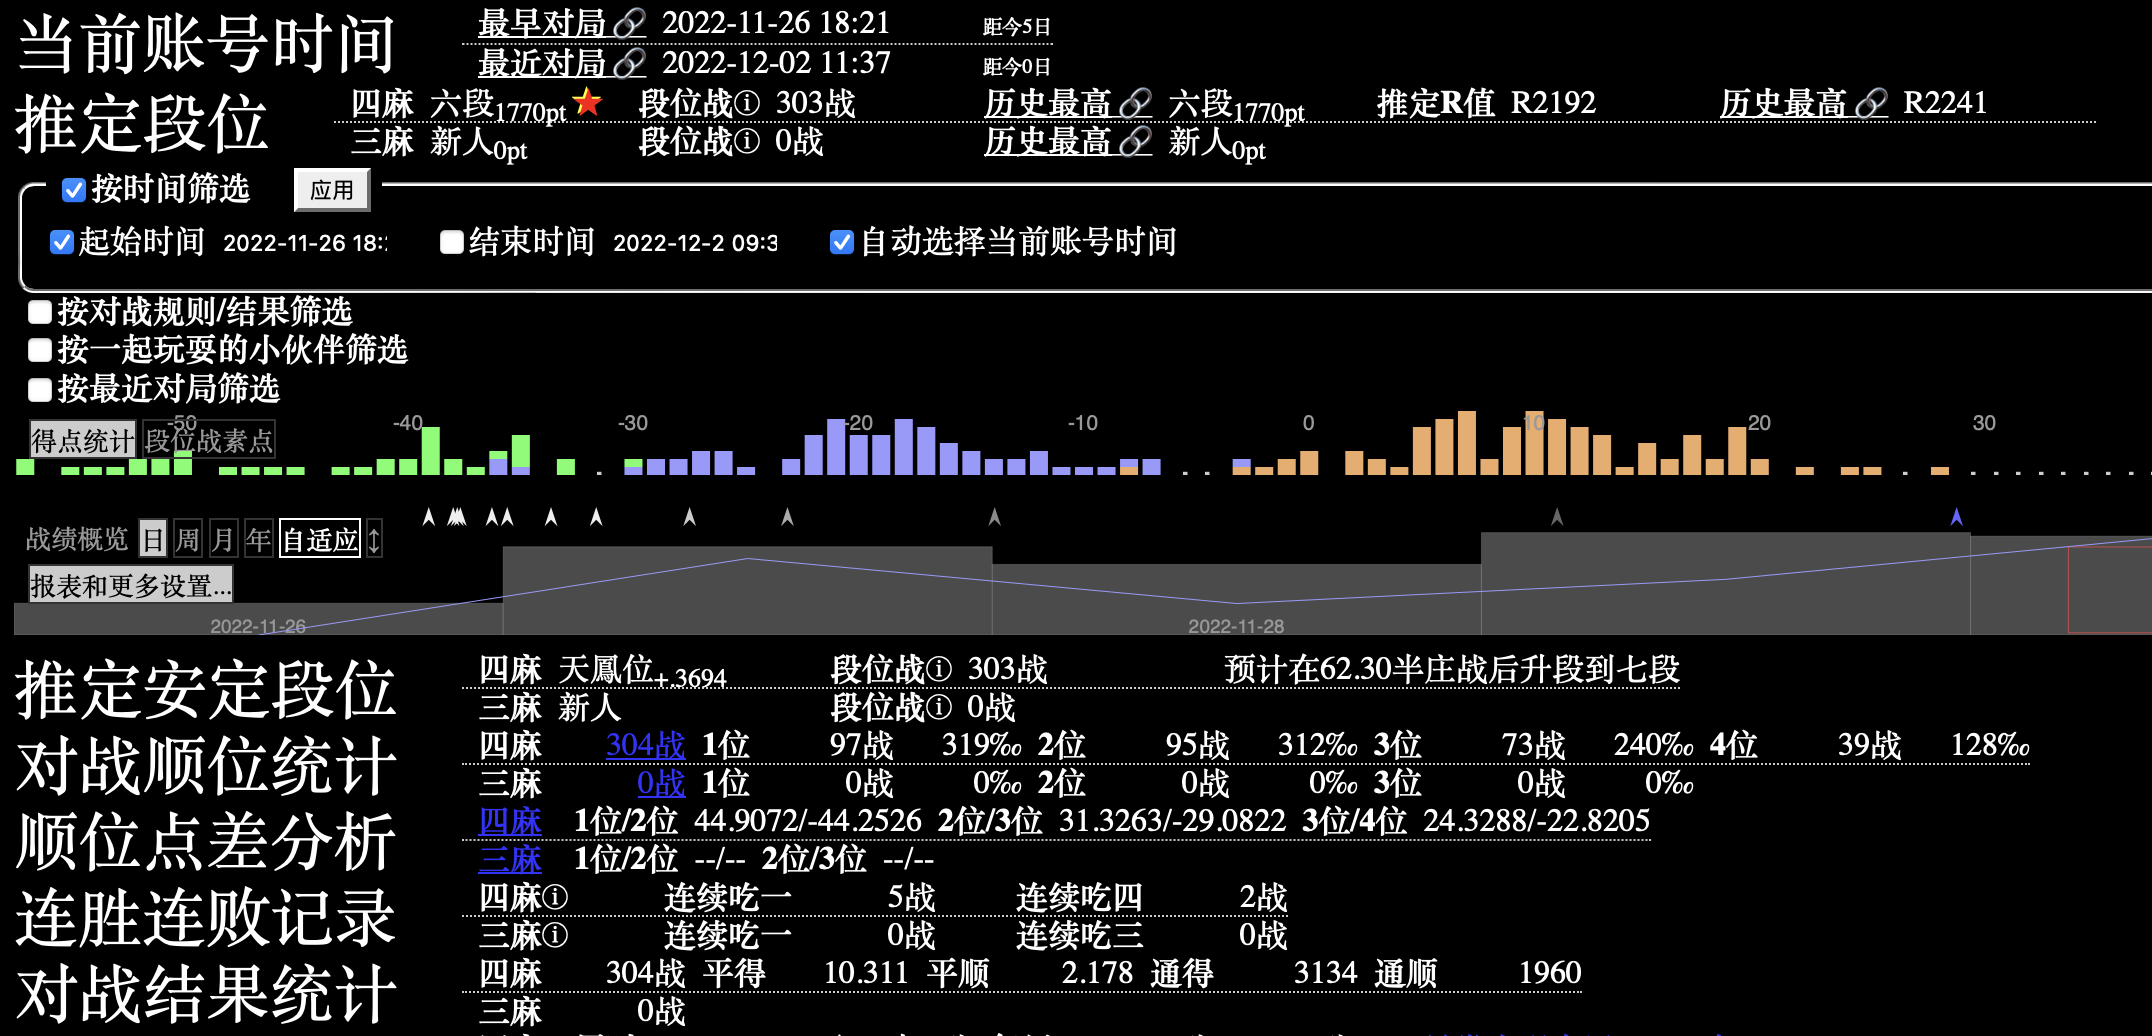 当前账号时间 最早对局🔗 2022-11-26 18:21 距今5日
最近对局🔗 2022-12-02 11:37 距今0日
推定段位 四麻 六段1770pt⭐ 段位战ⓘ 303战 历史最高🔗 六段1770pt 推定R值 R2192 历史最高🔗 R2241
三麻 新人0pt 段位战ⓘ 0战 历史最高🔗 新人0pt
按时间筛选 应用
起始时间 2022-11-26 18: 结束时间 2022-12-2 09:3 自动选择当前账号时间
按对战规则/结果筛选
按一起玩耍的小伙伴筛选
按最近对局筛选
-50 -40 -30 -20 -10 0 10 20 30
得点统计 段位战素点
战绩概览 日 周 月 年 自适应 ↕
报表和更多设置...
2022-11-26 2022-11-28
推定安定段位 四麻 天鳳位+.3694 段位战ⓘ 303战 预计在62.30半庄战后升段到七段
三麻 新人 段位战ⓘ 0战
对战顺位统计 四麻 304战 1位 97战 319‰ 2位 95战 312‰ 3位 73战 240‰ 4位 39战 128‰
三麻 0战 1位 0战 0‰ 2位 0战 0‰ 3位 0战 0‰
顺位点差分析 四麻 1位/2位 44.9072/-44.2526 2位/3位 31.3263/-29.0822 3位/4位 24.3288/-22.8205
三麻 1位/2位 --/-- 2位/3位 --/--
连胜连败记录 四麻ⓘ 连续吃一 5战 连续吃四 2战
三麻ⓘ 连续吃一 0战 连续吃三 0战
对战结果统计 四麻 304战 平得 10.311 平顺 2.178 通得 3134 通顺 1960
三麻 0战